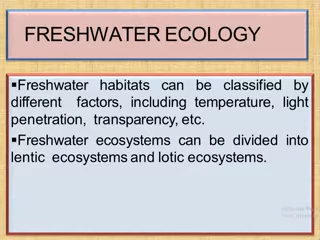 FRESHWATER ECOLOGY
▪Freshwater habitats can be classified by
different factors, including temperature, light
penetration, transparency, etc.
▪Freshwater ecosystems can be divided into
lentic ecosystems and lotic ecosystems.